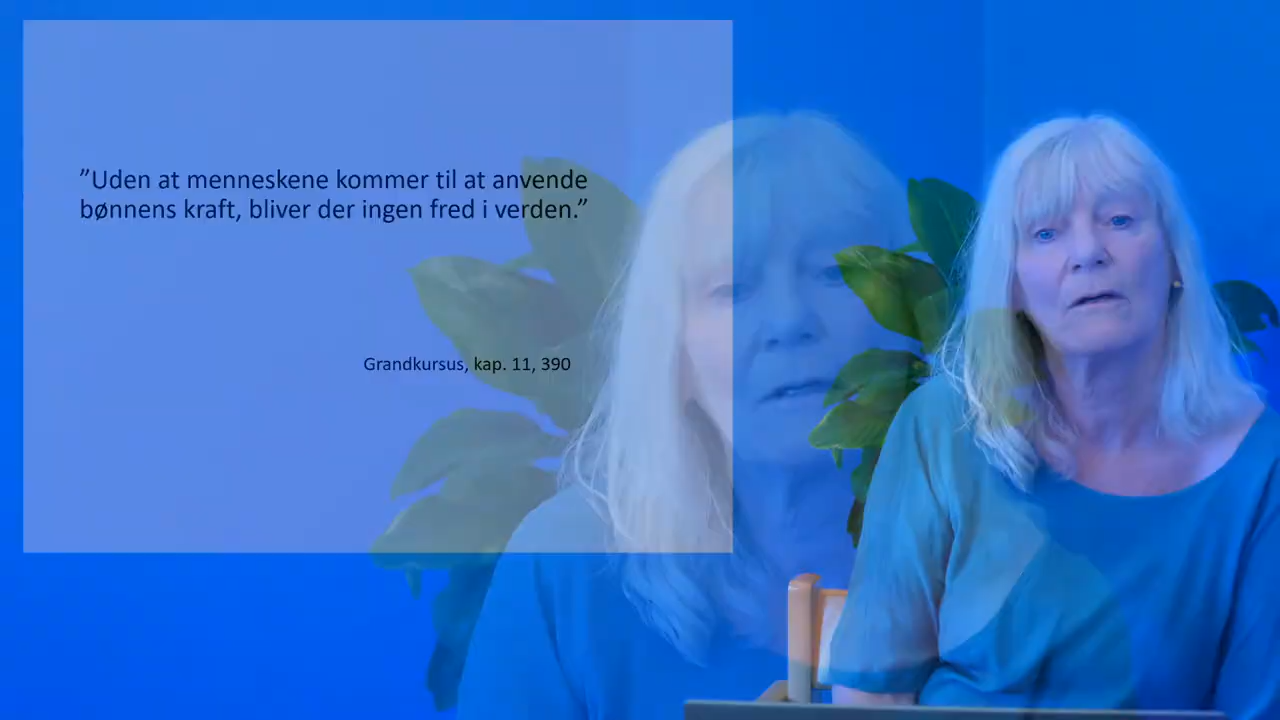 ”Uden at menneskene kommer til at anvende
bønnens kraft, bliver der ingen fred i verden.”
Grandkursus, kap. 11, 390